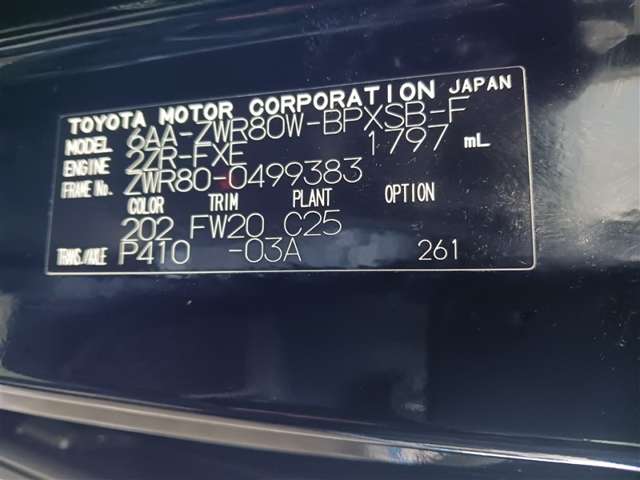 TOYOTA MOTOR CORPORATION JAPAN
MODEL 6AA-ZWR80W-BPXSB-F
ENGINE 2ZR-FXE 1797 mL
FRAME No. ZWR80-0499383
COLOR TRIM PLANT OPTION
202 FW20 C25
TRANS./AXLE P410 -03A 261